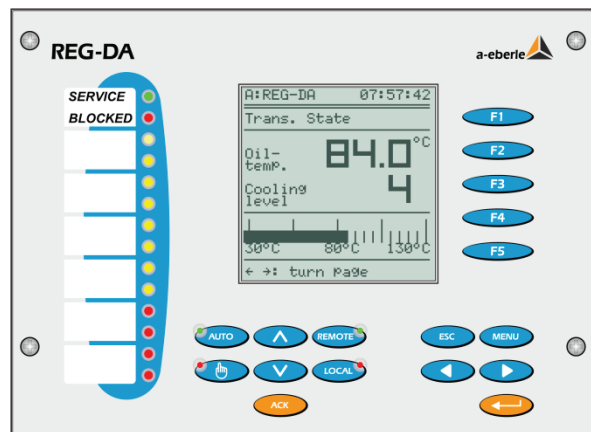 REG-DA
a-eberle
SERVICE
BLOCKED
A:REG-DA 07:57:42
Trans. State
Oil-
temp. 84.0°C
Cooling
level 4
30°C 80°C 130°C
← →: turn page
F1
F2
F3
F4
F5
AUTO
REMOTE
LOCAL
ACK
ESC
MENU